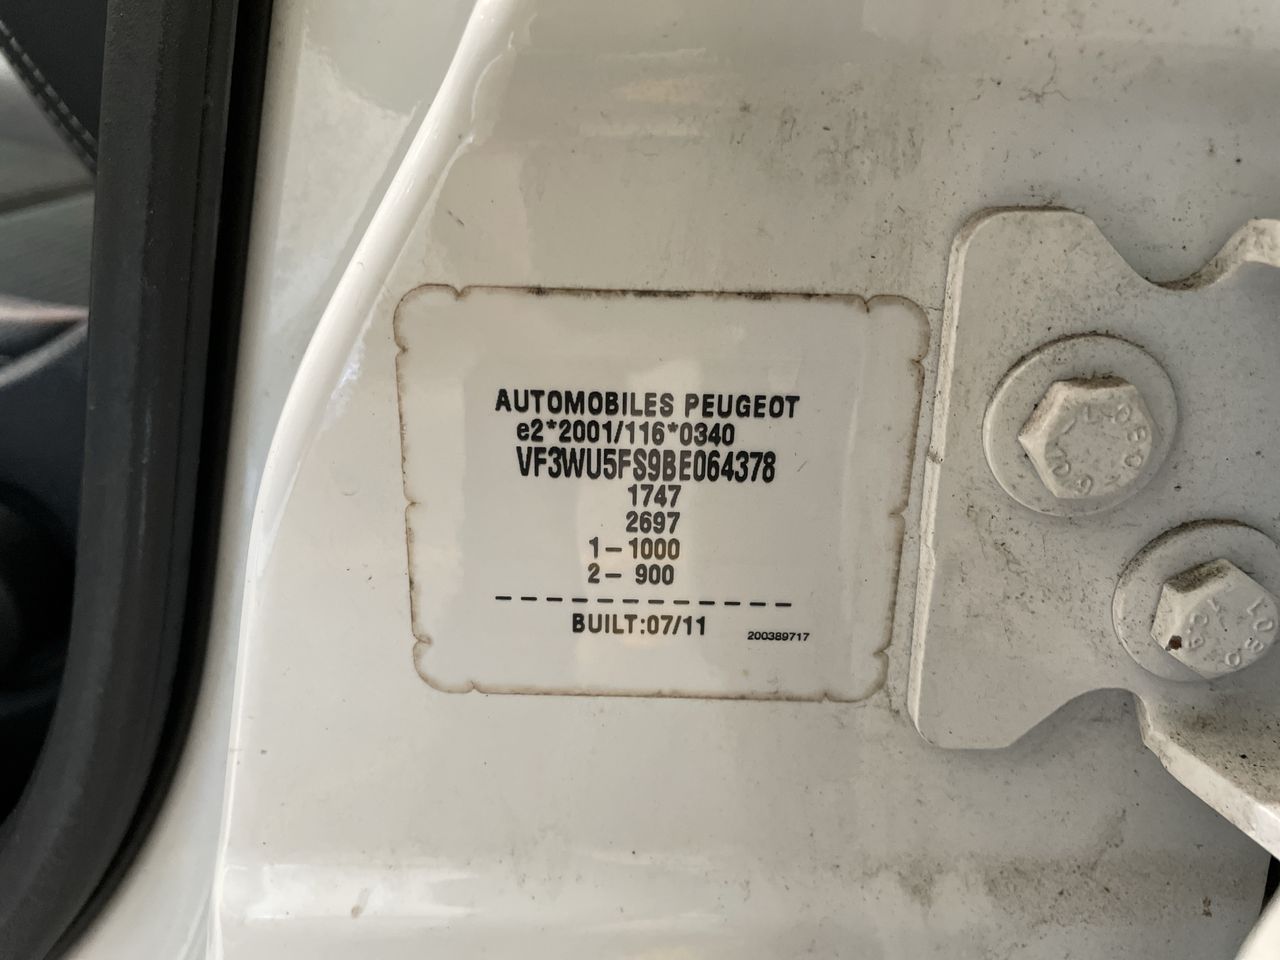 AUTOMOBILES PEUGEOT
e2*2001/116*0340
VF3WU5FS9BE064378
1747
2697
1- 1000
2- 900
------------
BUILT:07/11
200389717